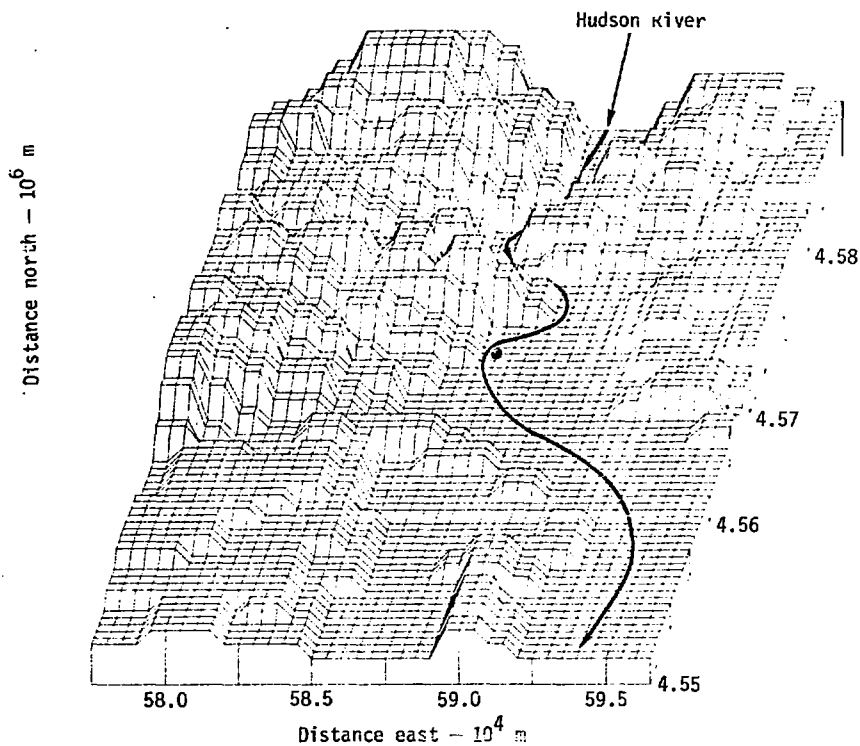 Hudson River
Distance north — 10⁶ m
4.58
4.57
4.56
4.55
58.0 58.5 59.0 59.5
Distance east — 10⁴ m